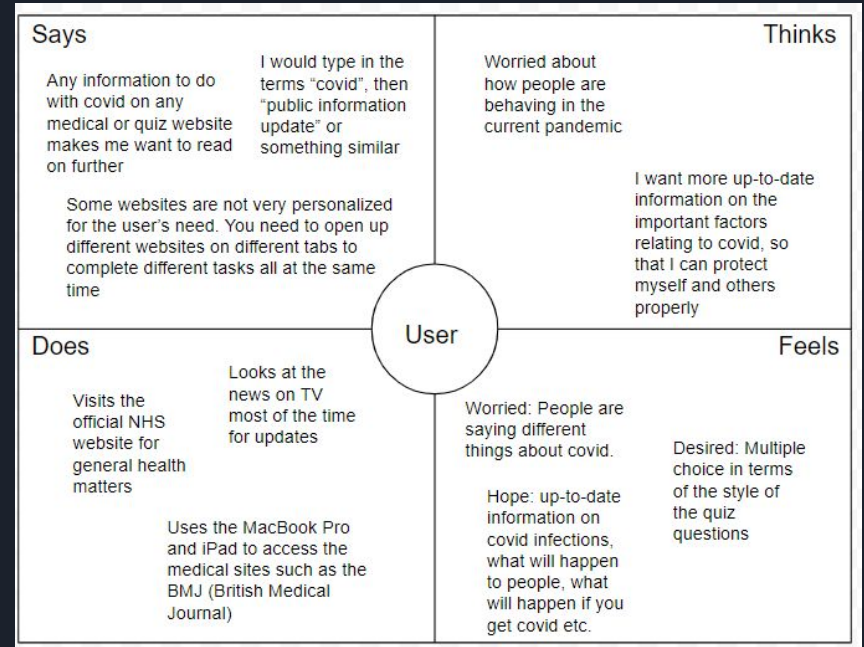 Says
Any information to do
with covid on any
medical or quiz website
makes me want to read
on further
I would type in the
terms “covid”, then
“public information
update” or
something similar
Some websites are not very personalized
for the user's need. You need to open up
different websites on different tabs to
complete different tasks all at the same
time
Thinks
Worried about
how people are
behaving in the
current pandemic
I want more up-to-date
information on the
important factors
relating to covid, so
that I can protect
myself and others
properly
User
Does
Visits the
official NHS
website for
general health
matters
Looks at the
news on TV
most of the time
for updates
Uses the MacBook Pro
and iPad to access the
medical sites such as the
BMJ (British Medical
Journal)
Feels
Worried: People are
saying different
things about covid.
Hope: up-to-date
information on
covid infections,
what will happen
to people, what
will happen if you
get covid etc.
Desired: Multiple
choice in terms
of the style of
the quiz
questions